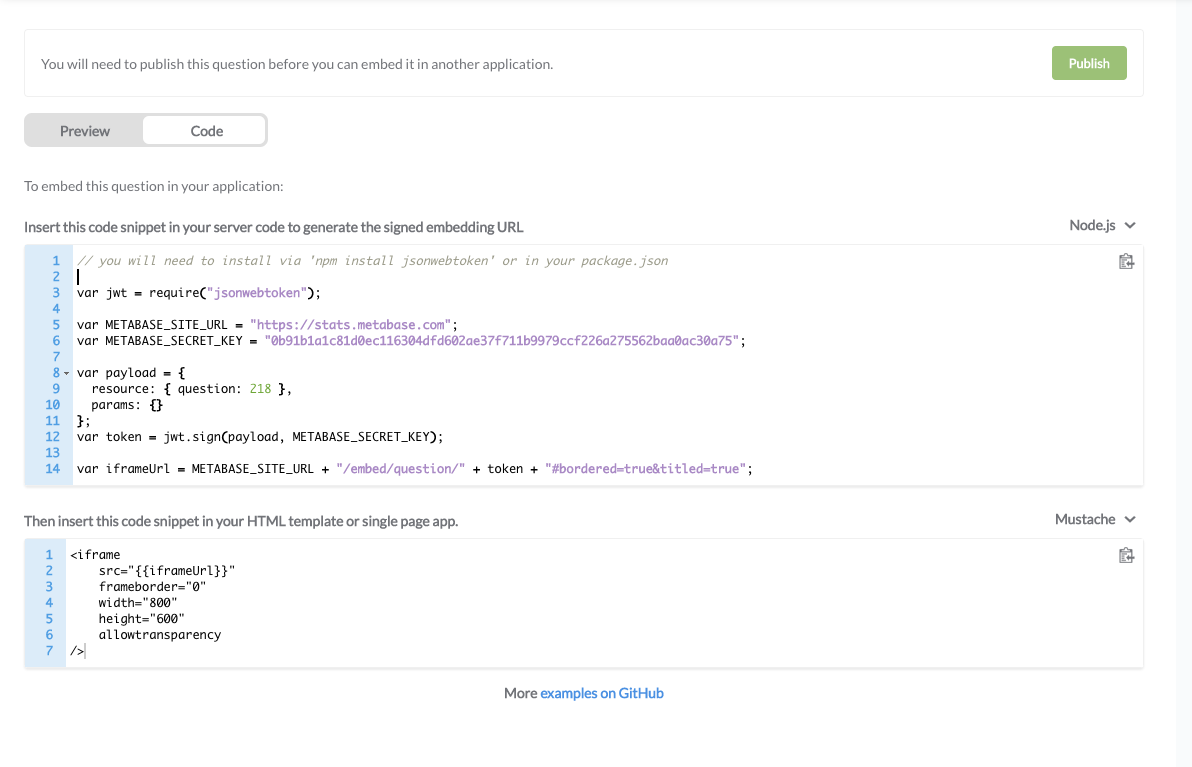 You will need to publish this question before you can embed it in another application.
Publish
Preview
Code
To embed this question in your application:
Insert this code snippet in your server code to generate the signed embedding URL
Node.js
1 // you will need to install via 'npm install jsonwebtoken' or in your package.json
2
3 var jwt = require("jsonwebtoken");
4
5 var METABASE_SITE_URL = "https://stats.metabase.com";
6 var METABASE_SECRET_KEY = "0b91b1a1c81d0ec116304dfd602ae37f711b9979ccf226a275562baa0ac30a75";
7
8 var payload = {
9   resource: { question: 218 },
10   params: {}
11 };
12 var token = jwt.sign(payload, METABASE_SECRET_KEY);
13
14 var iframeUrl = METABASE_SITE_URL + "/embed/question/" + token + "#bordered=true&titled=true";
Then insert this code snippet in your HTML template or single page app.
Mustache
1 <iframe
2     src="{{iframeUrl}}"
3     frameborder="0"
4     width="800"
5     height="600"
6     allowtransparency
7 />
More examples on GitHub